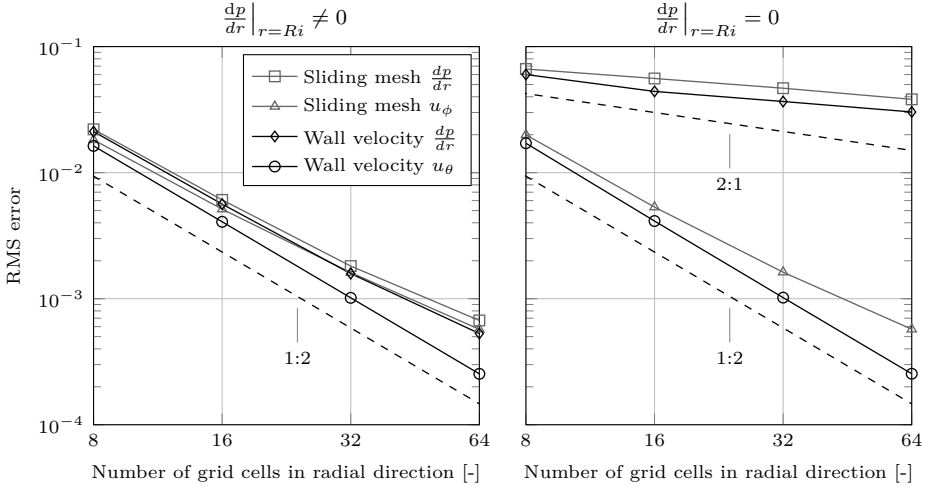 dp/dr|r=Ri ≠ 0
dp/dr|r=Ri = 0
RMS error
10−1
10−2
10−3
10−4
Sliding mesh dp/dr
Sliding mesh uϕ
Wall velocity dp/dr
Wall velocity uθ
1:2
8 16 32 64
Number of grid cells in radial direction [-]
2:1
1:2
8 16 32 64
Number of grid cells in radial direction [-]